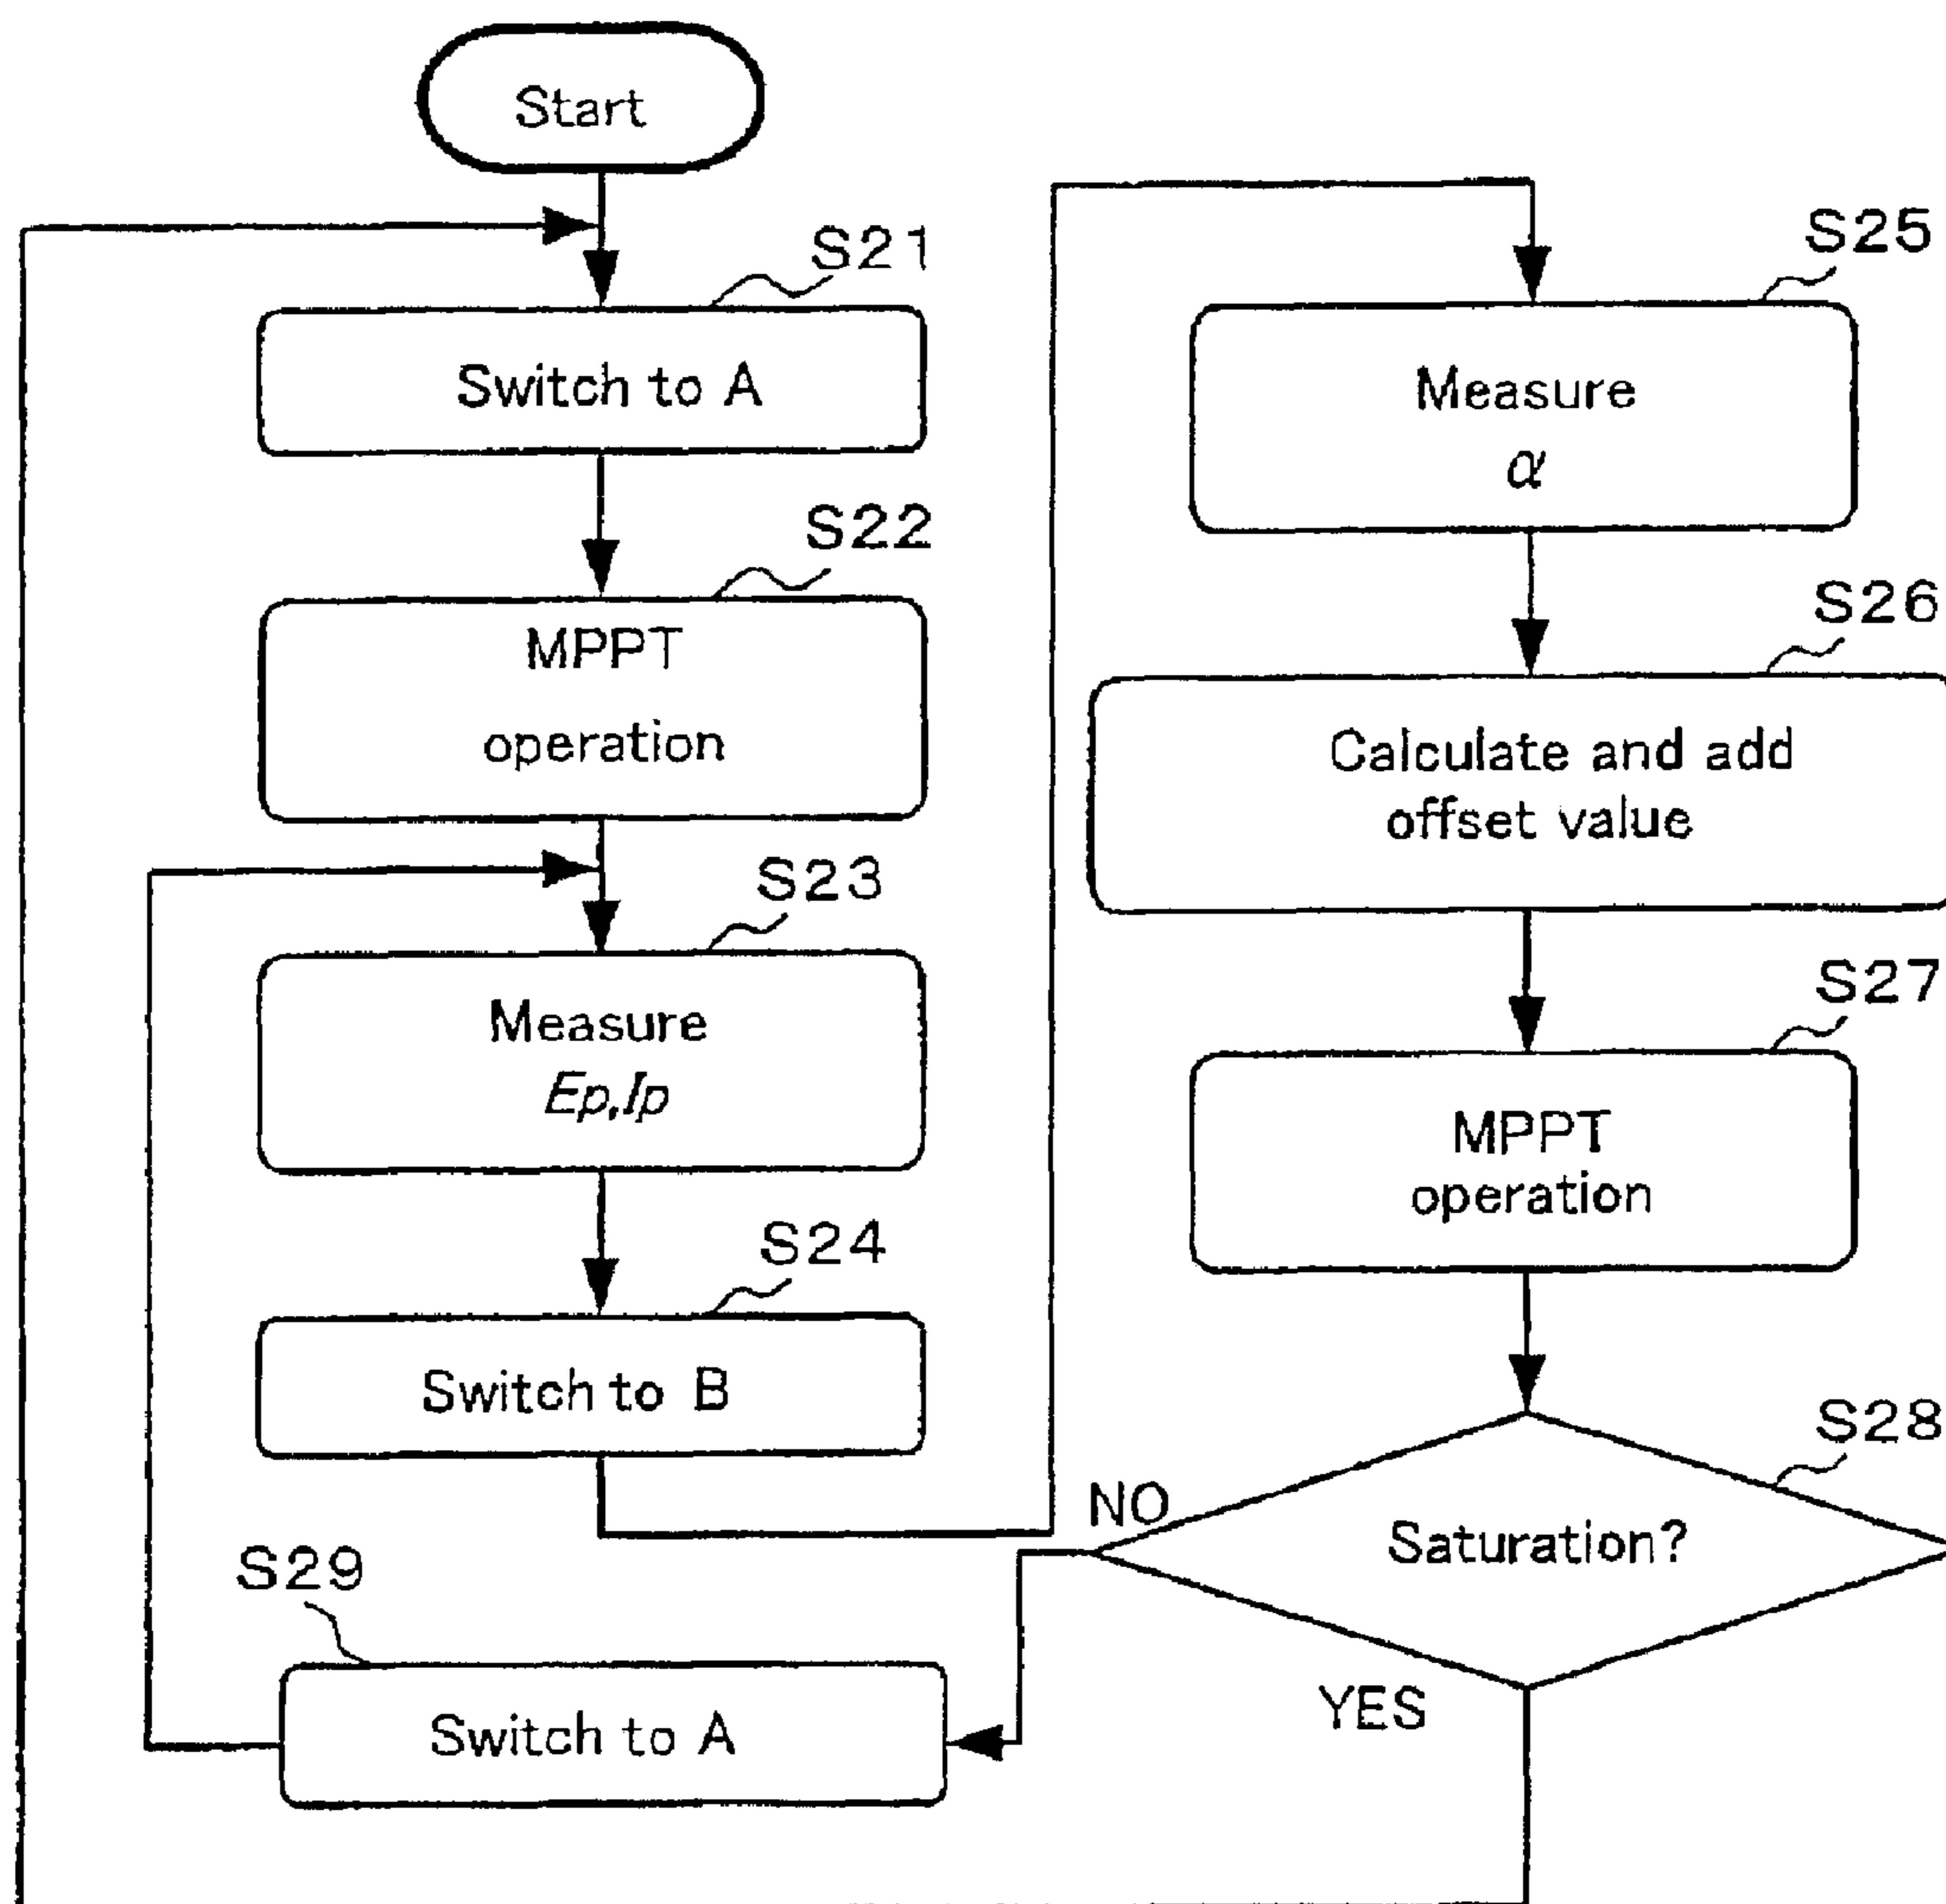 Start
S21
Switch to A
S22
MPPT
operation
S23
Measure
Ep,Ip
S24
Switch to B
S25
Measure
α
S26
Calculate and add
offset value
S27
MPPT
operation
S28
Saturation?
NO
YES
S29
Switch to A